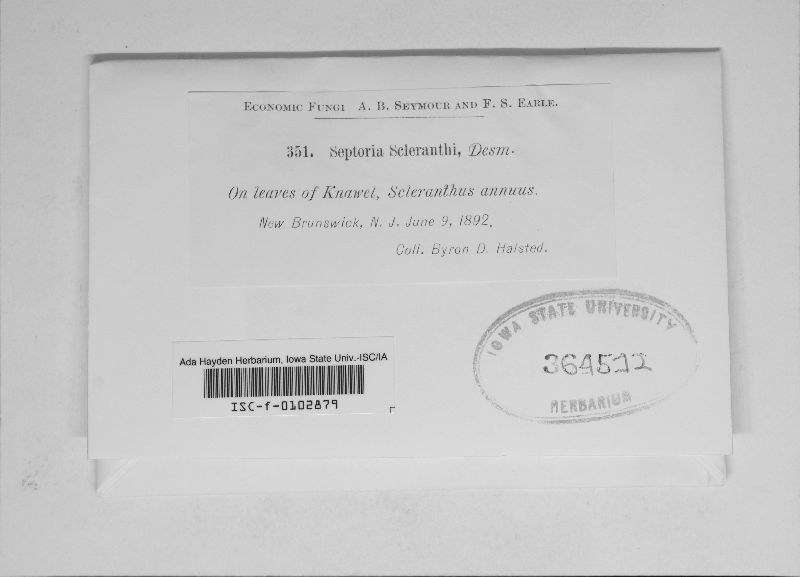 ECONOMIC FUNGI A. B. SEYMOUR AND F. S. EARLE.
351. Septoria Scleranthi, Desm.
On leaves of Knawel, Scleranthus annuus.
New Brunswick, N. J. June 9, 1892.
Coll. Byron D. Halsted.
IOWA STATE UNIVERSITY
HERBARIUM
Ada Hayden Herbarium, Iowa State Univ.-ISC/IA
ISC-f-0102879